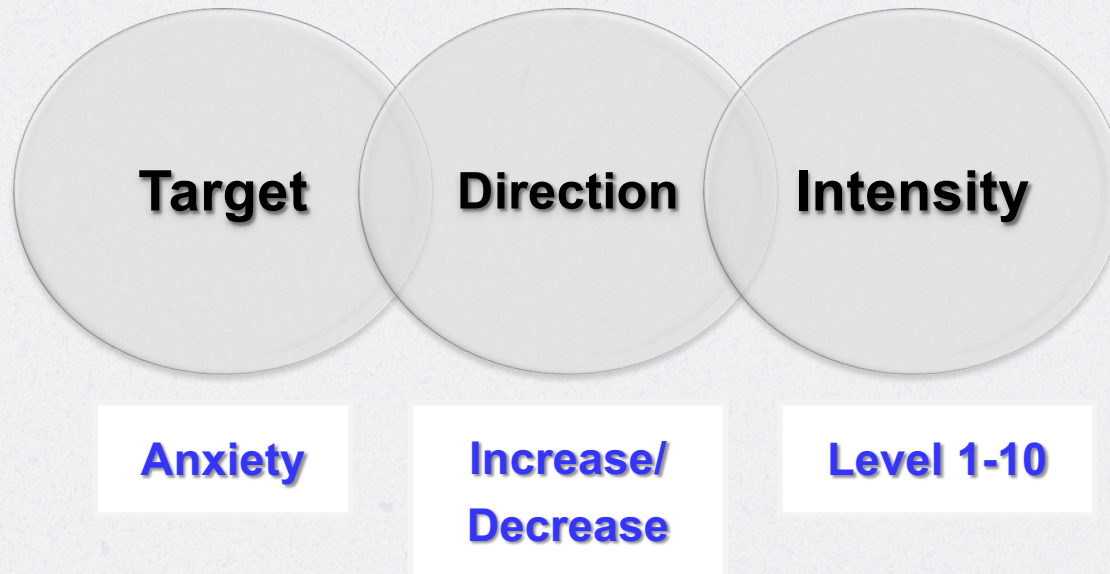 Target Direction Intensity
Anxiety Increase/ Level 1-10
Decrease